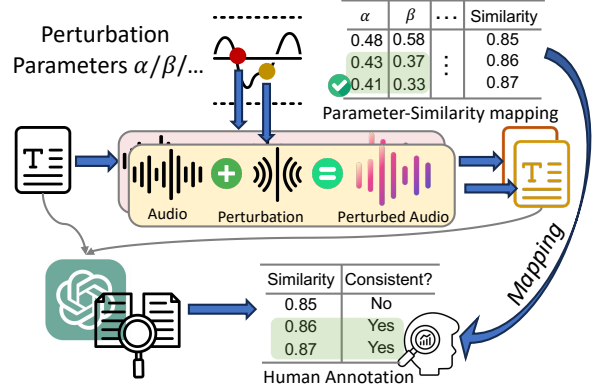 Perturbation
Parameters α/β/...
α β ... Similarity
0.48 0.58 0.85
0.43 0.37 ⋮ 0.86
0.41 0.33 0.87
Parameter-Similarity mapping
T
T
Audio
Perturbation
Perturbed Audio
Mapping
Similarity Consistent?
0.85 No
0.86 Yes
0.87 Yes
Human Annotation